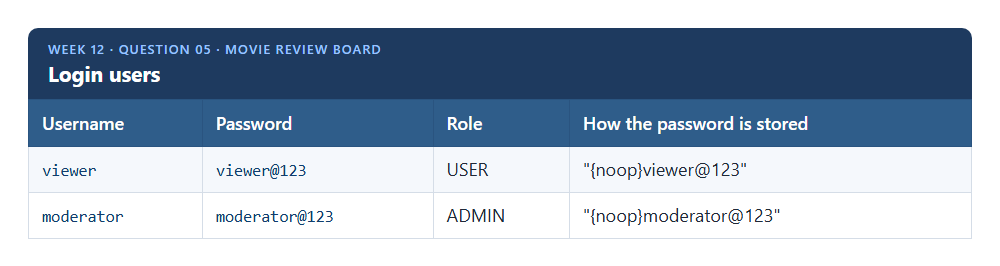 WEEK 12 · QUESTION 05 · MOVIE REVIEW BOARD
Login users
Username Password Role How the password is stored
viewer viewer@123 USER "{noop}viewer@123"
moderator moderator@123 ADMIN "{noop}moderator@123"